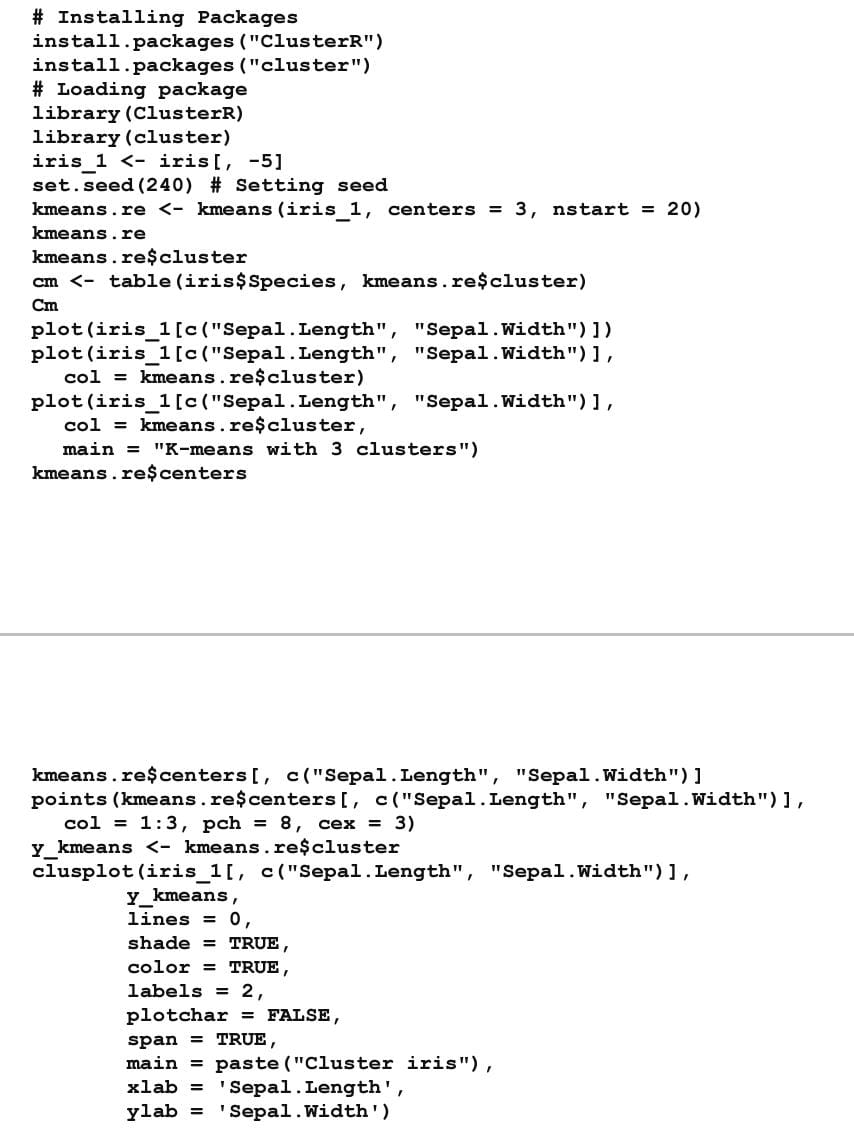 # Installing Packages
install.packages("ClusterR")
install.packages("cluster")
# Loading package
library(ClusterR)
library(cluster)
iris_1 <- iris[, -5]
set.seed(240) # Setting seed
kmeans.re <- kmeans(iris_1, centers = 3, nstart = 20)
kmeans.re
kmeans.re$cluster
cm <- table(iris$Species, kmeans.re$cluster)
Cm
plot(iris_1[c("Sepal.Length", "Sepal.Width")])
plot(iris_1[c("Sepal.Length", "Sepal.Width")],
   col = kmeans.re$cluster)
plot(iris_1[c("Sepal.Length", "Sepal.Width")],
   col = kmeans.re$cluster,
   main = "K-means with 3 clusters")
kmeans.re$centers
kmeans.re$centers[, c("Sepal.Length", "Sepal.Width")]
points(kmeans.re$centers[, c("Sepal.Length", "Sepal.Width")],
   col = 1:3, pch = 8, cex = 3)
y_kmeans <- kmeans.re$cluster
clusplot(iris_1[, c("Sepal.Length", "Sepal.Width")],
        y_kmeans,
        lines = 0,
        shade = TRUE,
        color = TRUE,
        labels = 2,
        plotchar = FALSE,
        span = TRUE,
        main = paste("Cluster iris"),
        xlab = 'Sepal.Length',
        ylab = 'Sepal.Width')